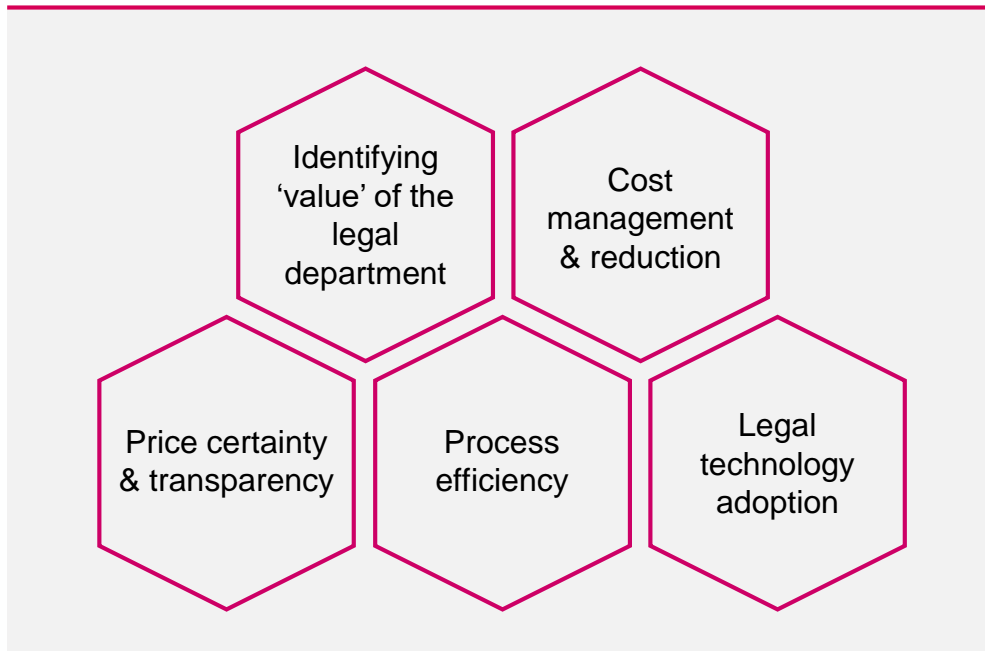 Identifying
‘value’ of the
legal
department
Cost
management
& reduction
Price certainty
& transparency
Process
efficiency
Legal
technology
adoption